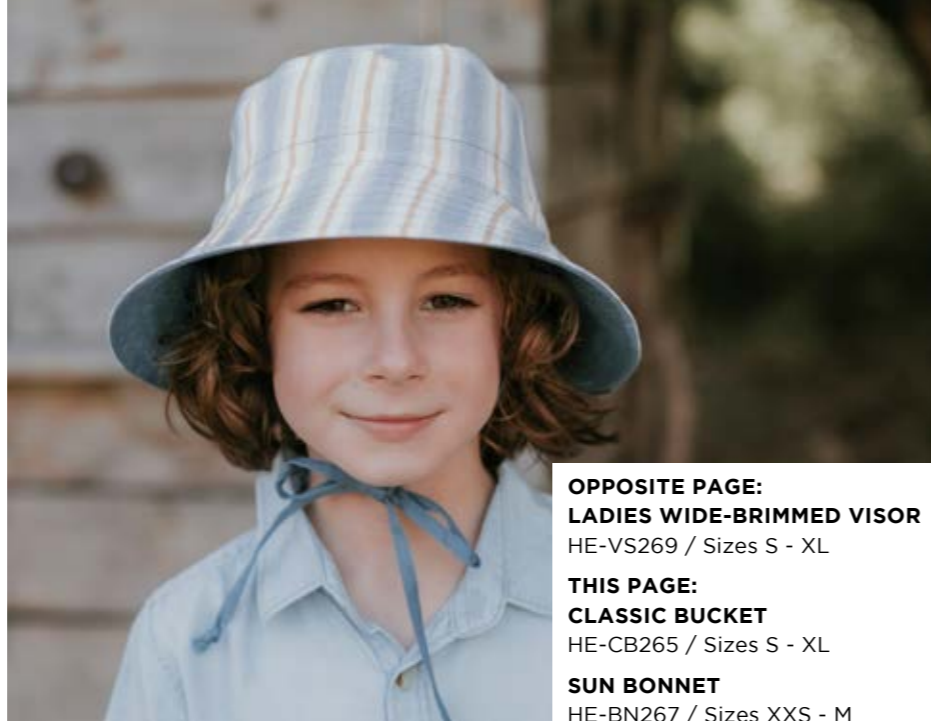 OPPOSITE PAGE:
LADIES WIDE-BRIMMED VISOR
HE-VS269 / Sizes S - XL
THIS PAGE:
CLASSIC BUCKET
HE-CB265 / Sizes S - XL
SUN BONNET
HE-BN267 / Sizes XXS - M